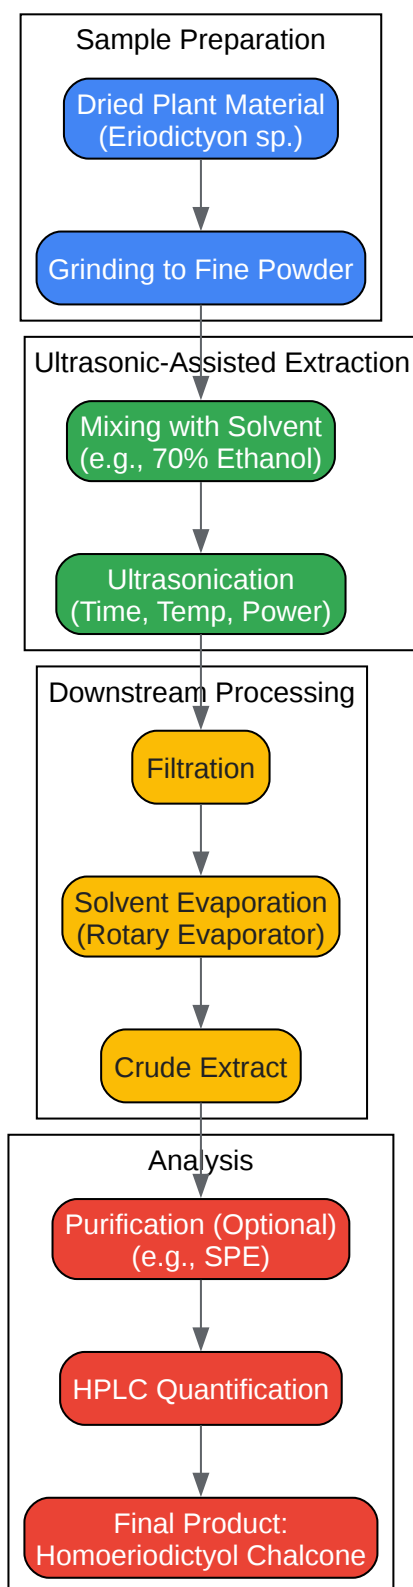 Sample Preparation
Dried Plant Material
(Eriodictyon sp.)
Grinding to Fine Powder
Ultrasonic-Assisted Extraction
Mixing with Solvent
(e.g., 70% Ethanol)
Ultrasonication
(Time, Temp, Power)
Downstream Processing
Filtration
Solvent Evaporation
(Rotary Evaporator)
Crude Extract
Analysis
Purification (Optional)
(e.g., SPE)
HPLC Quantification
Final Product:
Homoeriodictyol Chalcone